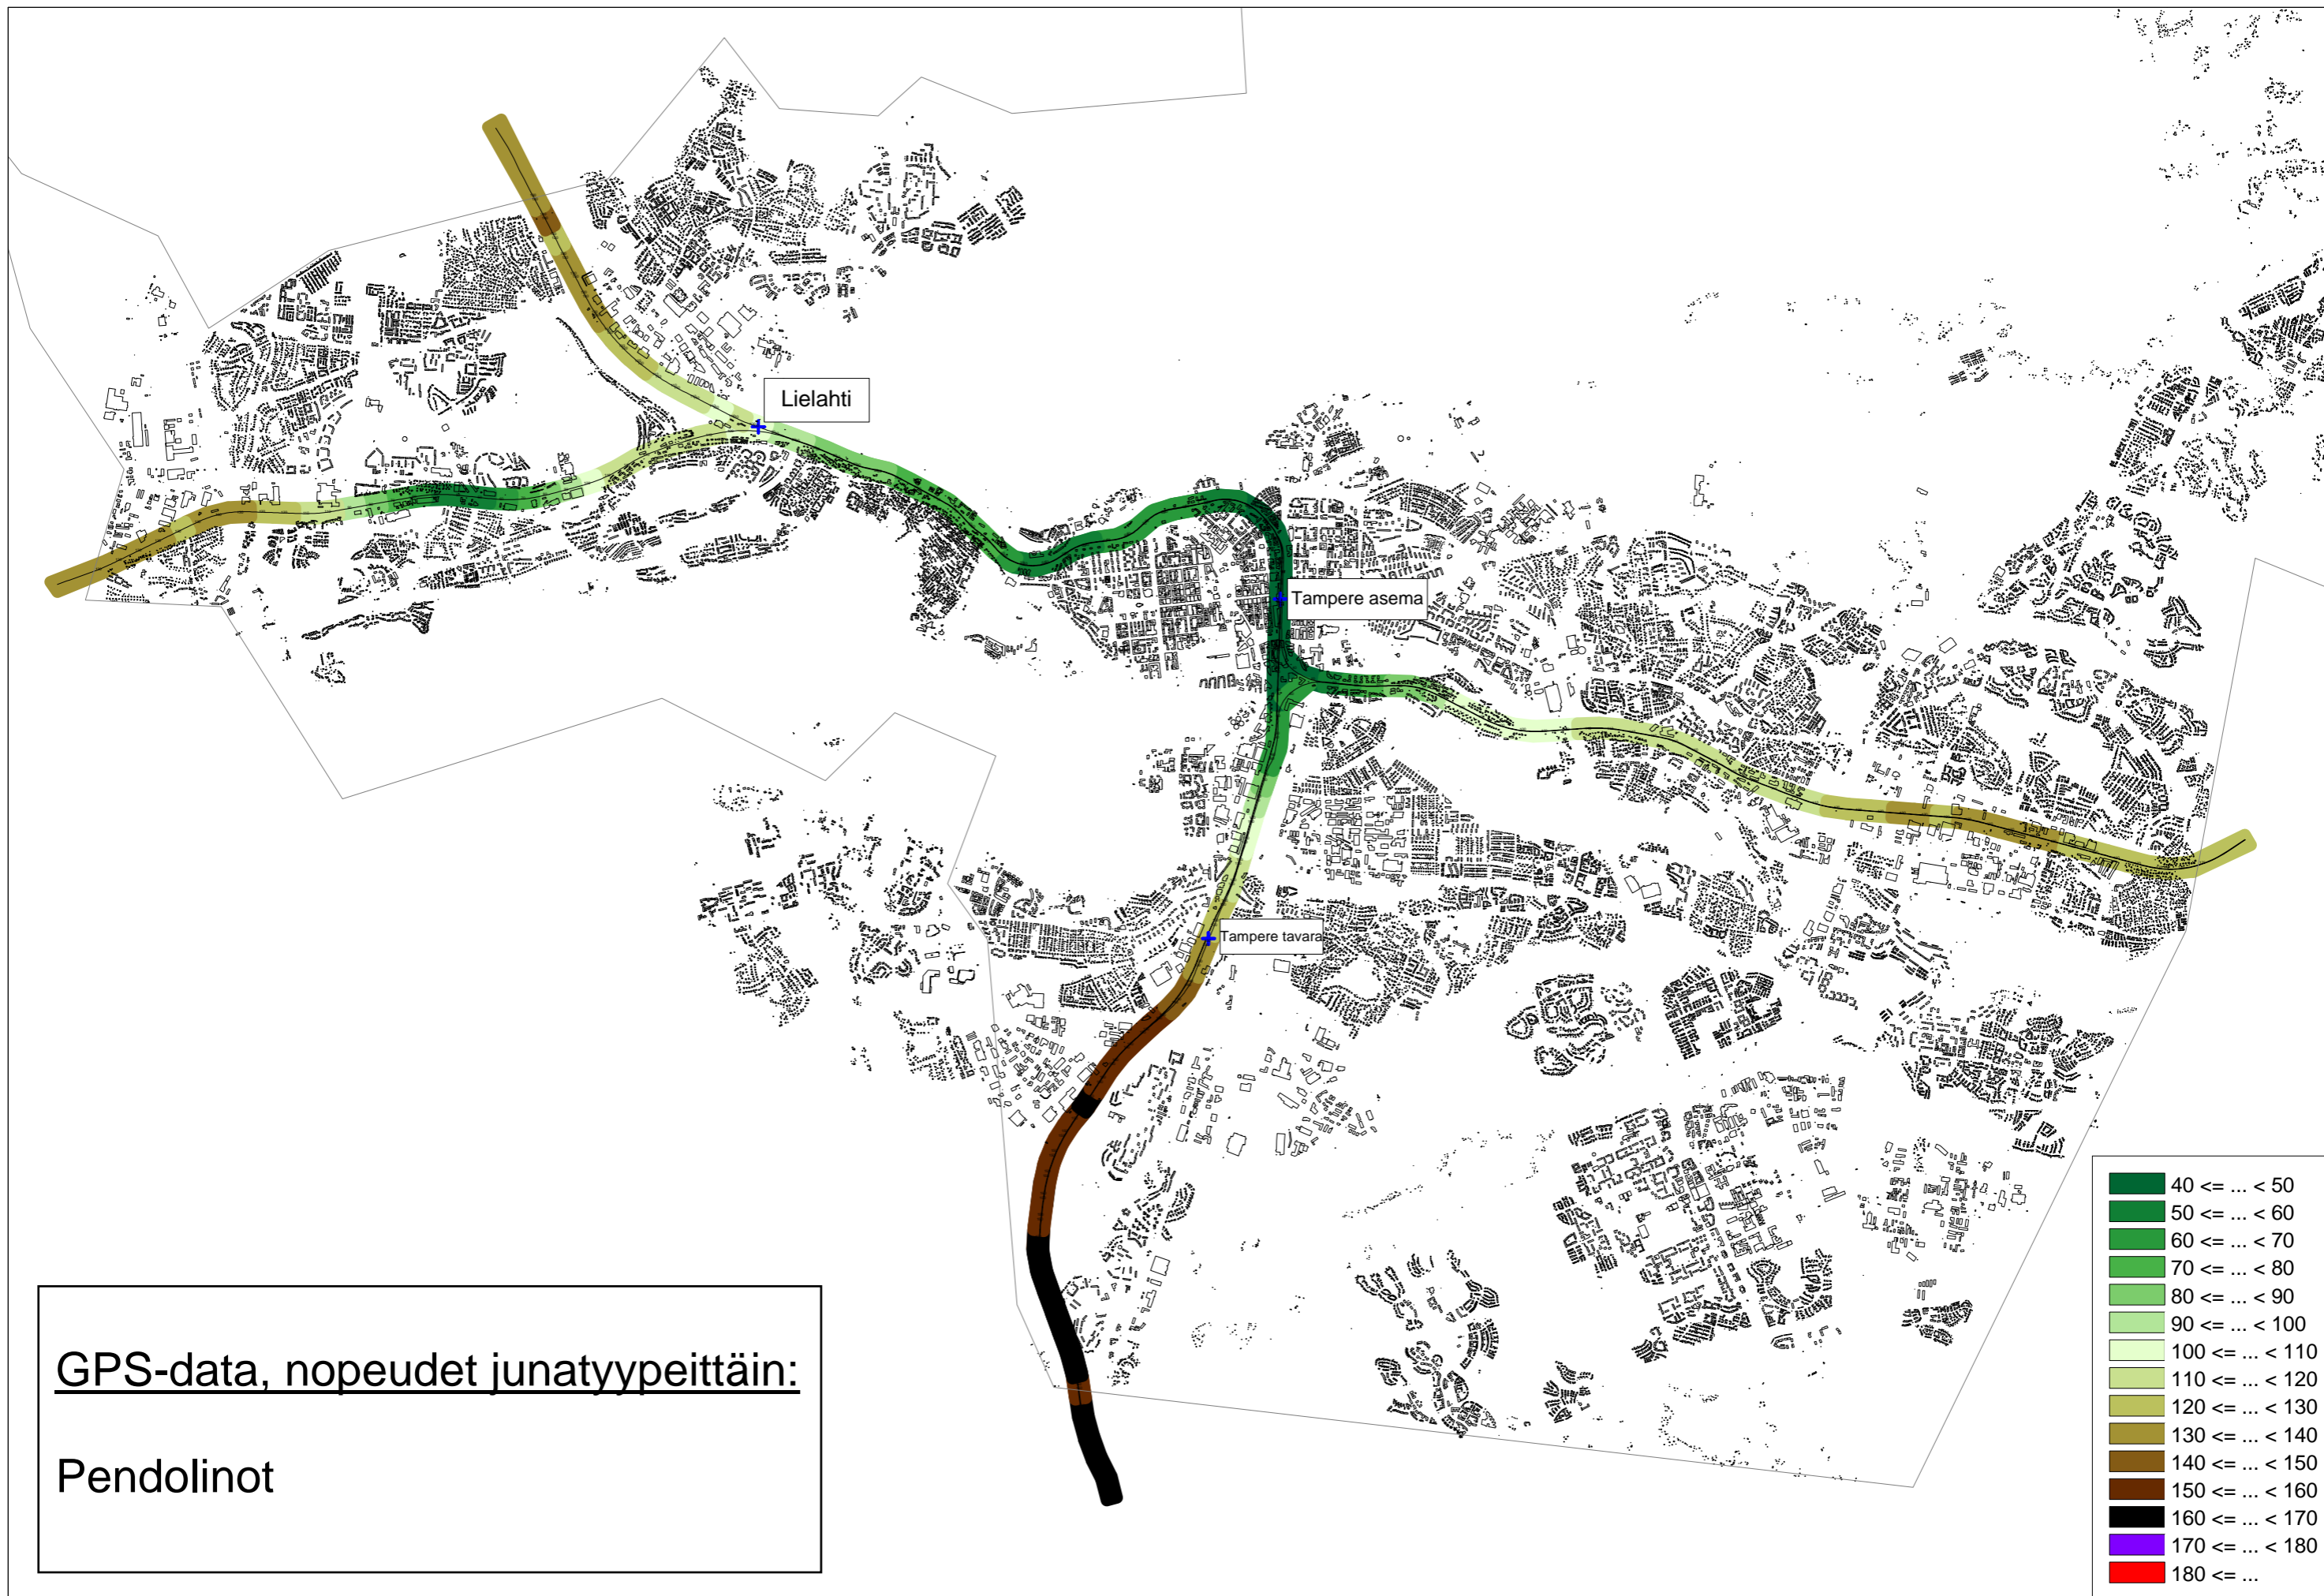 Lielahti
Tampere asema
Tampere tavara
GPS-data, nopeudet junatyypeittäin:
Pendolinot
40 <= ... < 50
50 <= ... < 60
60 <= ... < 70
70 <= ... < 80
80 <= ... < 90
90 <= ... < 100
100 <= ... < 110
110 <= ... < 120
120 <= ... < 130
130 <= ... < 140
140 <= ... < 150
150 <= ... < 160
160 <= ... < 170
170 <= ... < 180
180 <= ...